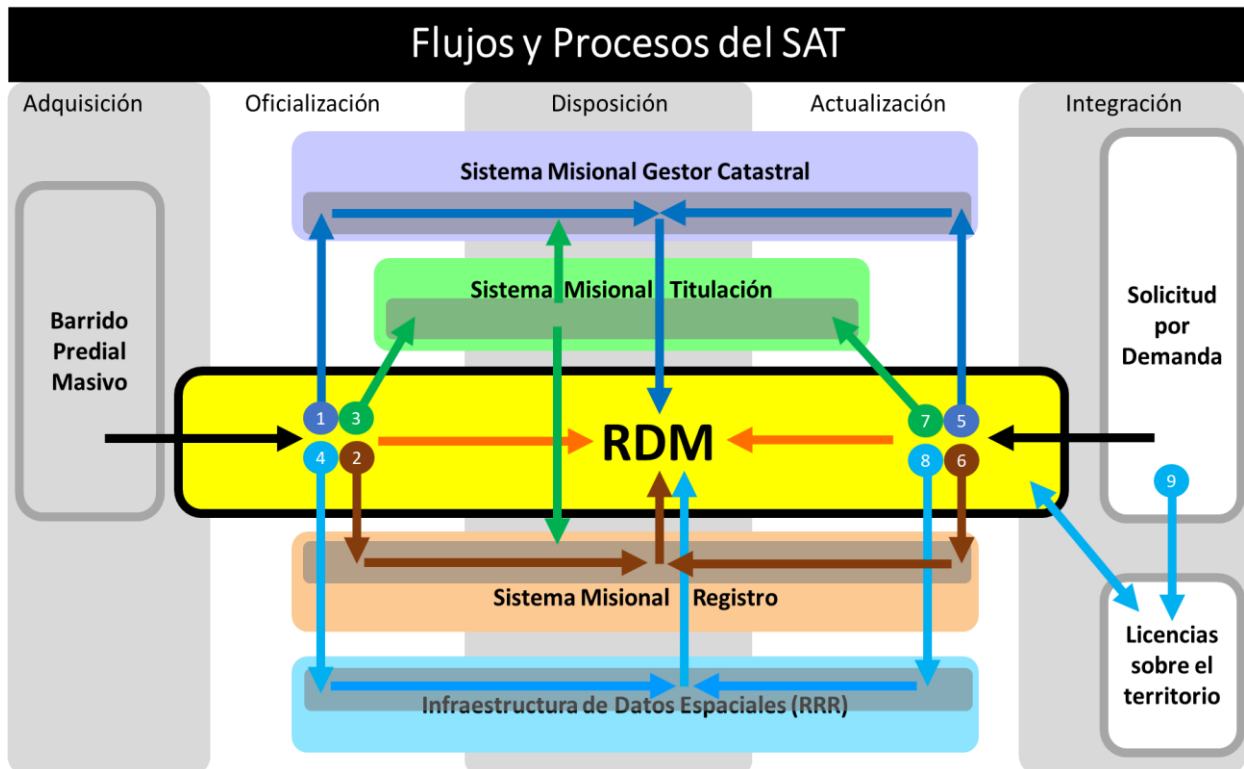 Flujos y Procesos del SAT
Adquisición
Oficialización
Disposición
Actualización
Integración
Sistema Misional Gestor Catastral
Sistema Misional Titulación
Barrido
Predial
Masivo
Solicitud
por
Demanda
1
3
4
2
RDM
7
5
8
6
9
Sistema Misional Registro
Infraestructura de Datos Espaciales (RRR)
Licencias
sobre el
territorio